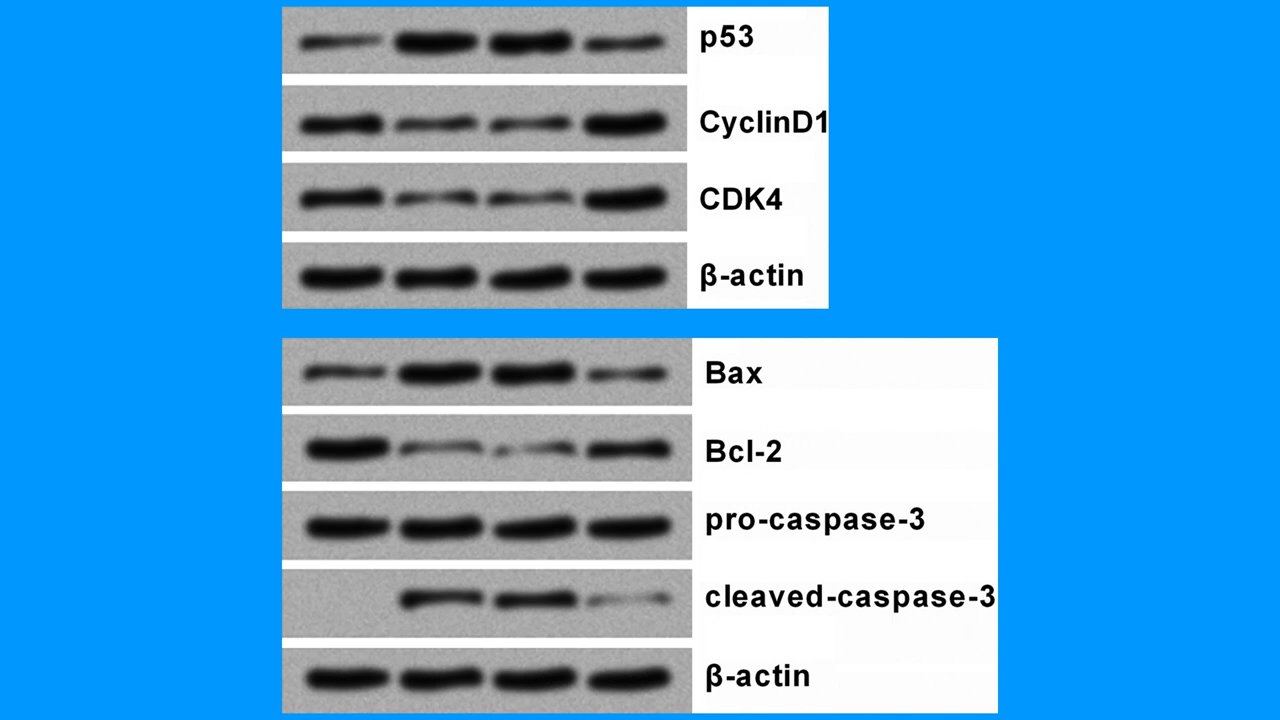 p53
CyclinD1
CDK4
β-actin
Bax
Bcl-2
pro-caspase-3
cleaved-caspase-3
β-actin